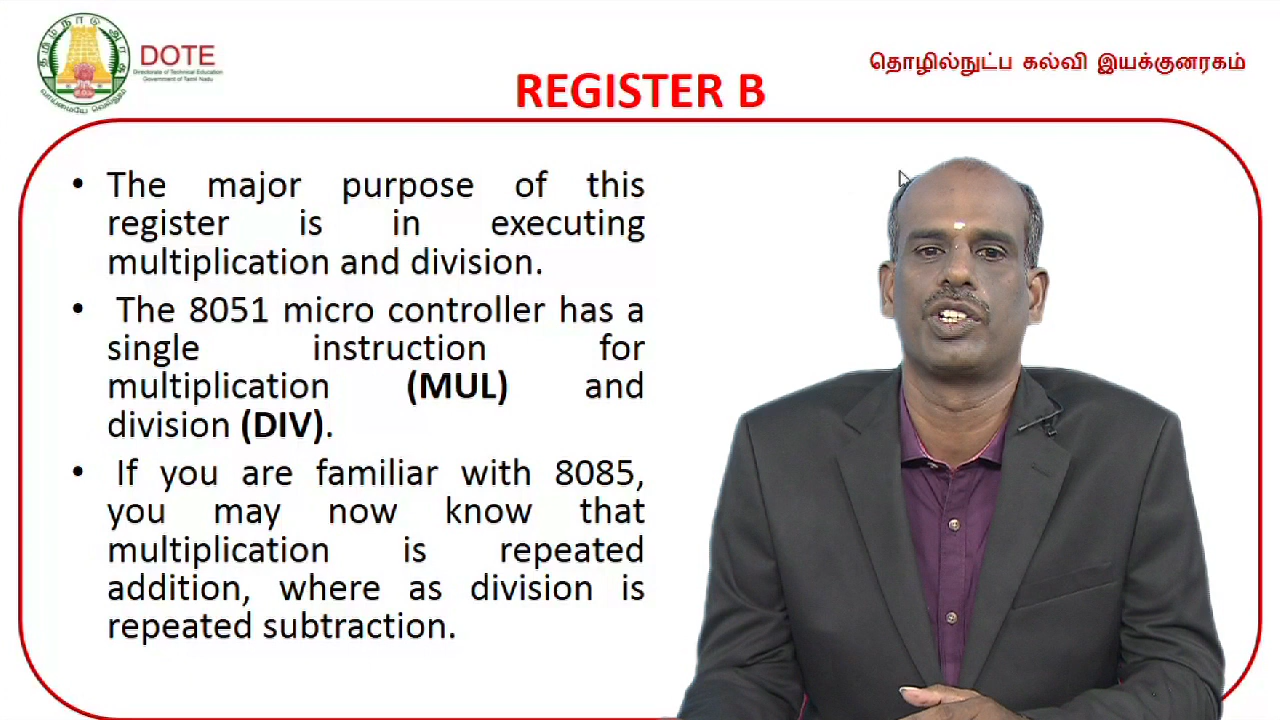 DOTE
Directorate of Technical Education
Government of Tamil Nadu
தொழில்நுட்ப கல்வி இயக்குனரகம்
REGISTER B
• The major purpose of this
register is in executing
multiplication and division.
• The 8051 micro controller has a
single instruction for
multiplication (MUL) and
division (DIV).
• If you are familiar with 8085,
you may now know that
multiplication is repeated
addition, where as division is
repeated subtraction.